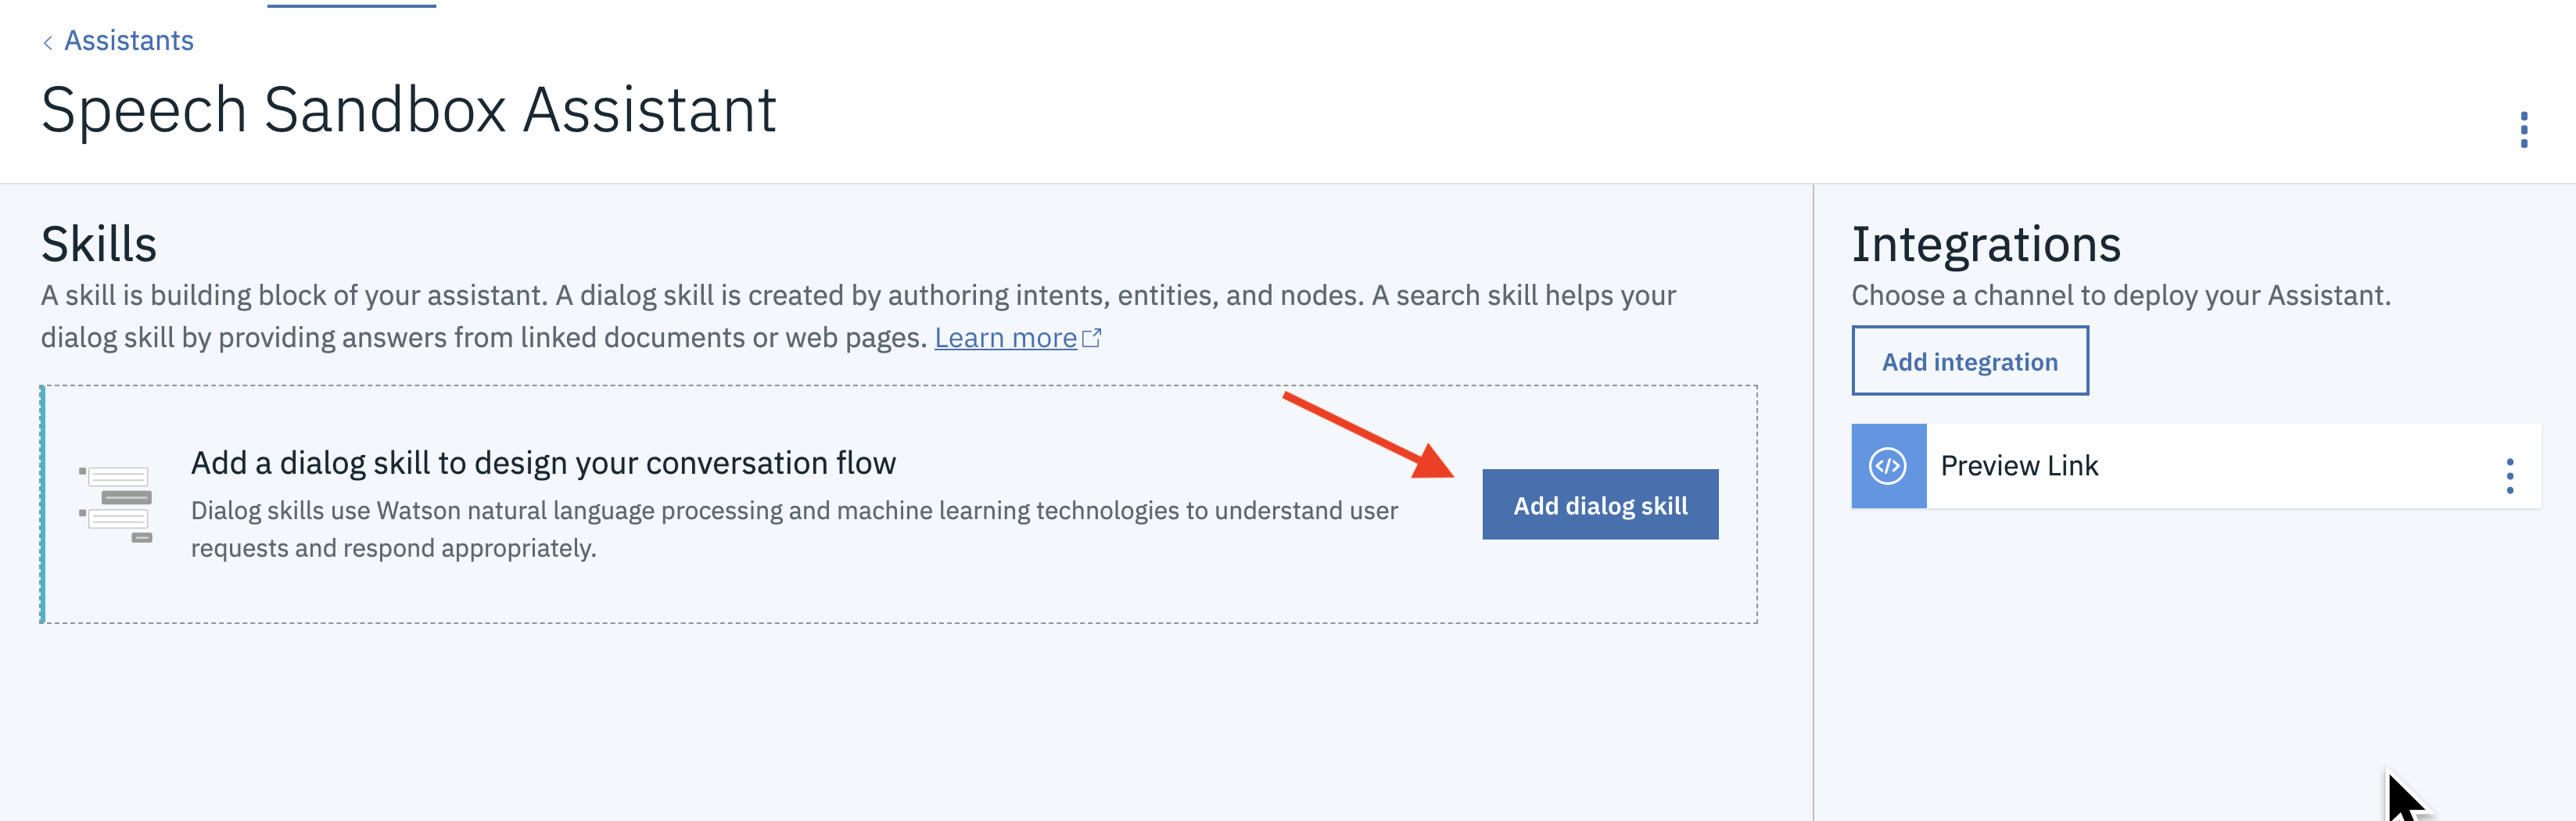 Assistants
Speech Sandbox Assistant
Skills
A skill is building block of your assistant. A dialog skill is created by authoring intents, entities, and nodes. A search skill helps your
dialog skill by providing answers from linked documents or web pages. Learn more
Add a dialog skill to design your conversation flow
Dialog skills use Watson natural language processing and machine learning technologies to understand user
requests and respond appropriately.
Add dialog skill
Integrations
Choose a channel to deploy your Assistant.
Add integration
Preview Link